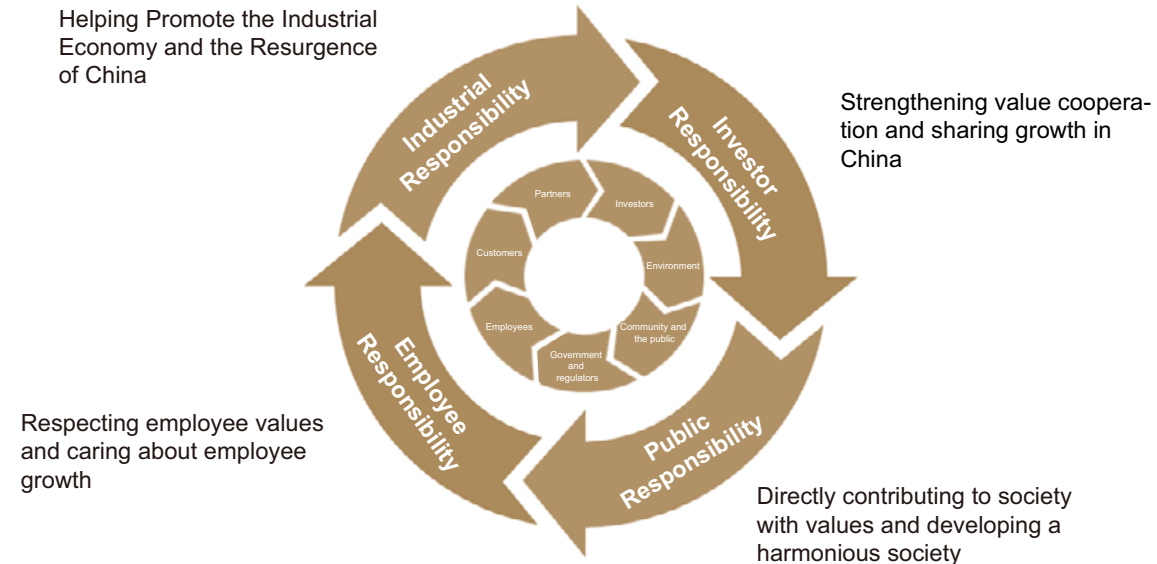 Helping Promote the Industrial
Economy and the Resurgence
of China
Industrial
Responsibility
Investor
Responsibility
Strengthening value coopera-
tion and sharing growth in
China
Partners
Investors
Customers
Environment
Employees
Community and
the public
Government
and
regulators
Employee
Responsibility
Public
Responsibility
Respecting employee values
and caring about employee
growth
Directly contributing to society
with values and developing a
harmonious society